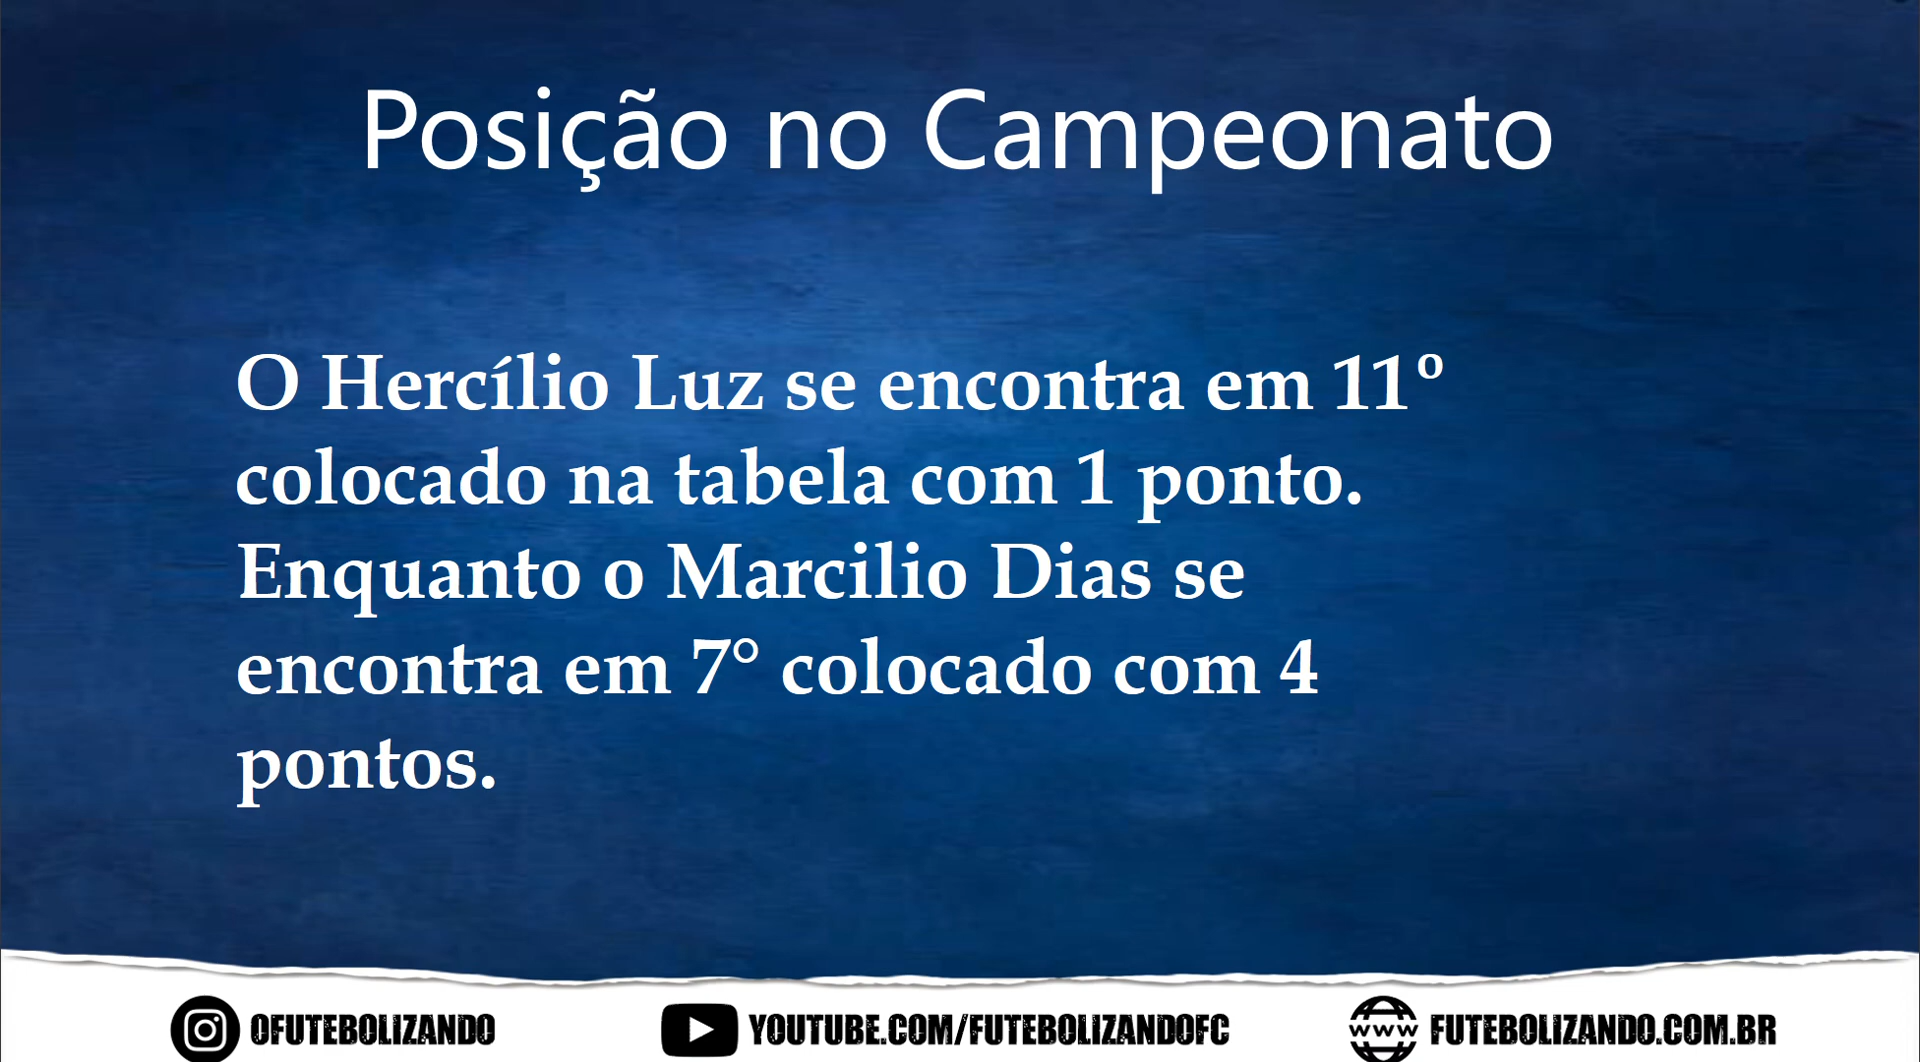 Posição no Campeonato
O Hercílio Luz se encontra em 11º
colocado na tabela com 1 ponto.
Enquanto o Marcilio Dias se
encontra em 7° colocado com 4
pontos.
OFUTEBOLIZANDO
YOUTUBE.COM/FUTEBOLIZANDOFC
WWW
FUTEBOLIZANDO.COM.BR